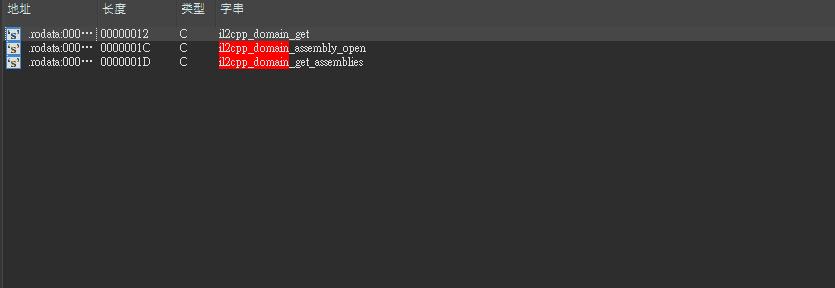 地址 长度 类型 字串
.rodata:000⋯ 00000012 C il2cpp_domain_get
.rodata:000⋯ 0000001C C il2cpp_domain_assembly_open
.rodata:000⋯ 0000001D C il2cpp_domain_get_assemblies